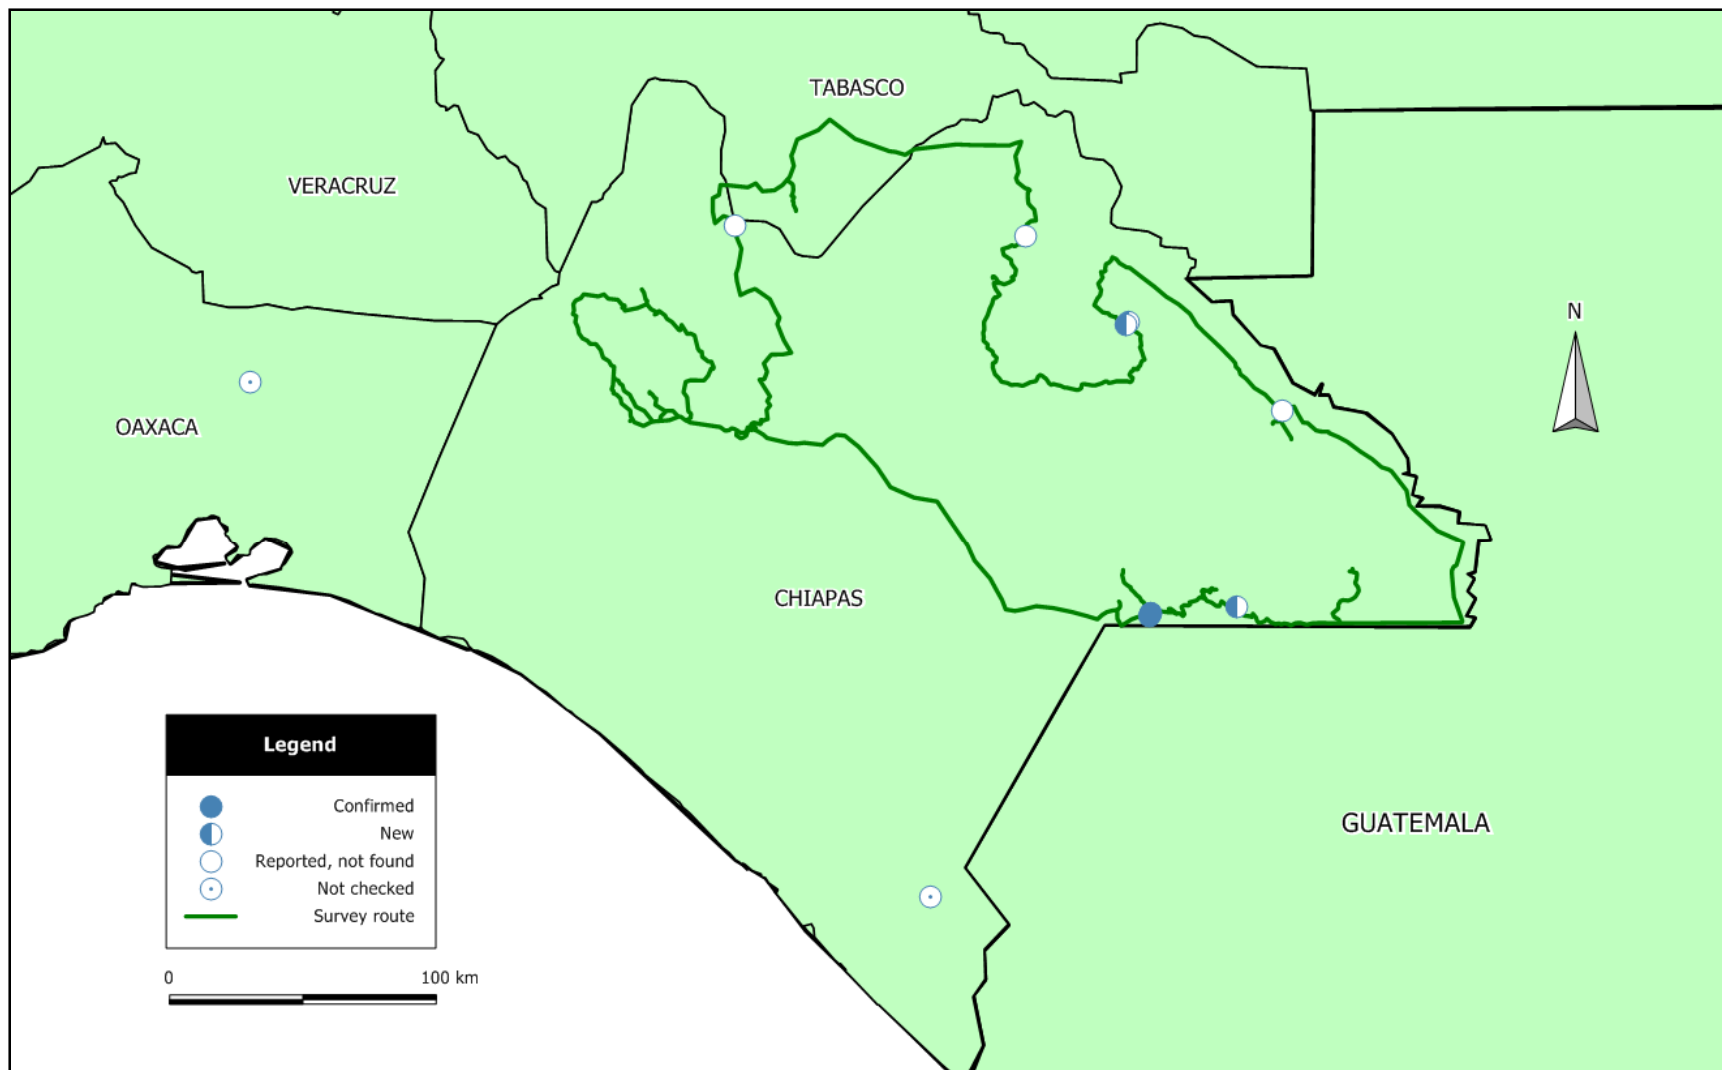 TABASCO
VERACRUZ
N
OAXACA
CHIAPAS
GUATEMALA
Legend
Confirmed
New
Reported, not found
Not checked
Survey route
0 100 km